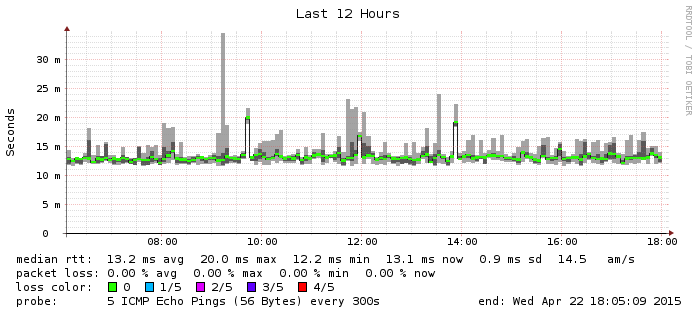 Last 12 Hours
RRDTOOL / TOBI OETIKER
Seconds
30 m
25 m
20 m
15 m
10 m
5 m
0
08:00 10:00 12:00 14:00 16:00 18:00
median rtt: 13.2 ms avg 20.0 ms max 12.2 ms min 13.1 ms now 0.9 ms sd 14.5 am/s
packet loss: 0.00 % avg 0.00 % max 0.00 % min 0.00 % now
loss color: 0 1/5 2/5 3/5 4/5
probe: 5 ICMP Echo Pings (56 Bytes) every 300s end: Wed Apr 22 18:05:09 2015